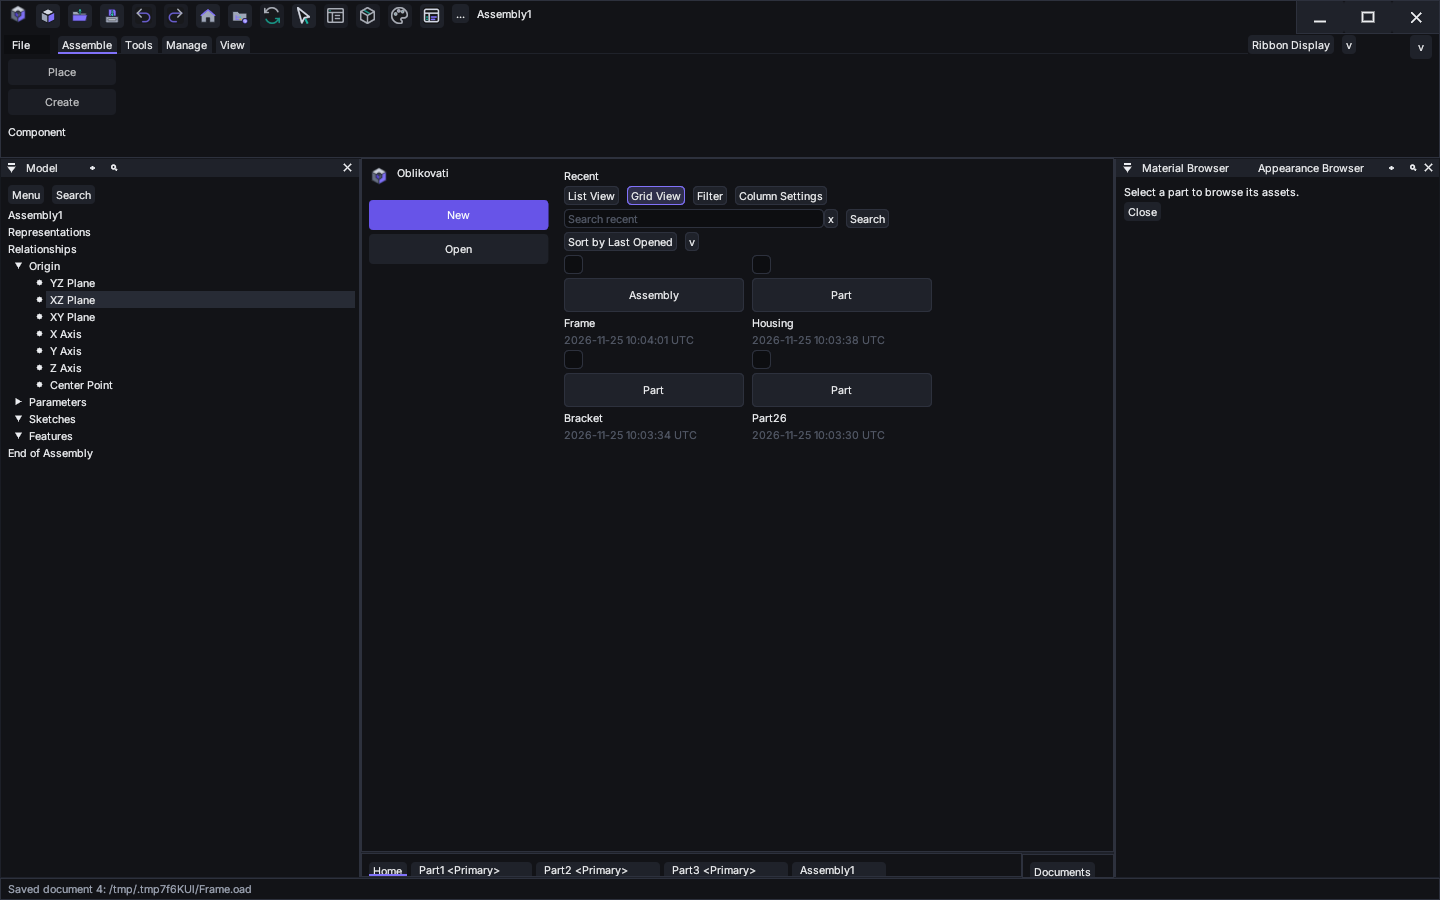 ... Assembly1
File Assemble Tools Manage View Ribbon Display v v
Place
Create
Component
Model
Menu Search
Assembly1
Representations
Relationships
Origin
YZ Plane
XZ Plane
XY Plane
X Axis
Y Axis
Z Axis
Center Point
Parameters
Sketches
Features
End of Assembly
Oblikovati
New
Open
Recent
List View Grid View Filter Column Settings
Search recent x Search
Sort by Last Opened v
Assembly Part
Frame Housing
2026-11-25 10:04:01 UTC 2026-11-25 10:03:38 UTC
Part Part
Bracket Part26
2026-11-25 10:03:34 UTC 2026-11-25 10:03:30 UTC
Material Browser Appearance Browser
Select a part to browse its assets.
Close
Home Part1 <Primary> Part2 <Primary> Part3 <Primary> Assembly1 Documents
Saved document 4: /tmp/.tmp7f6KUI/Frame.oad